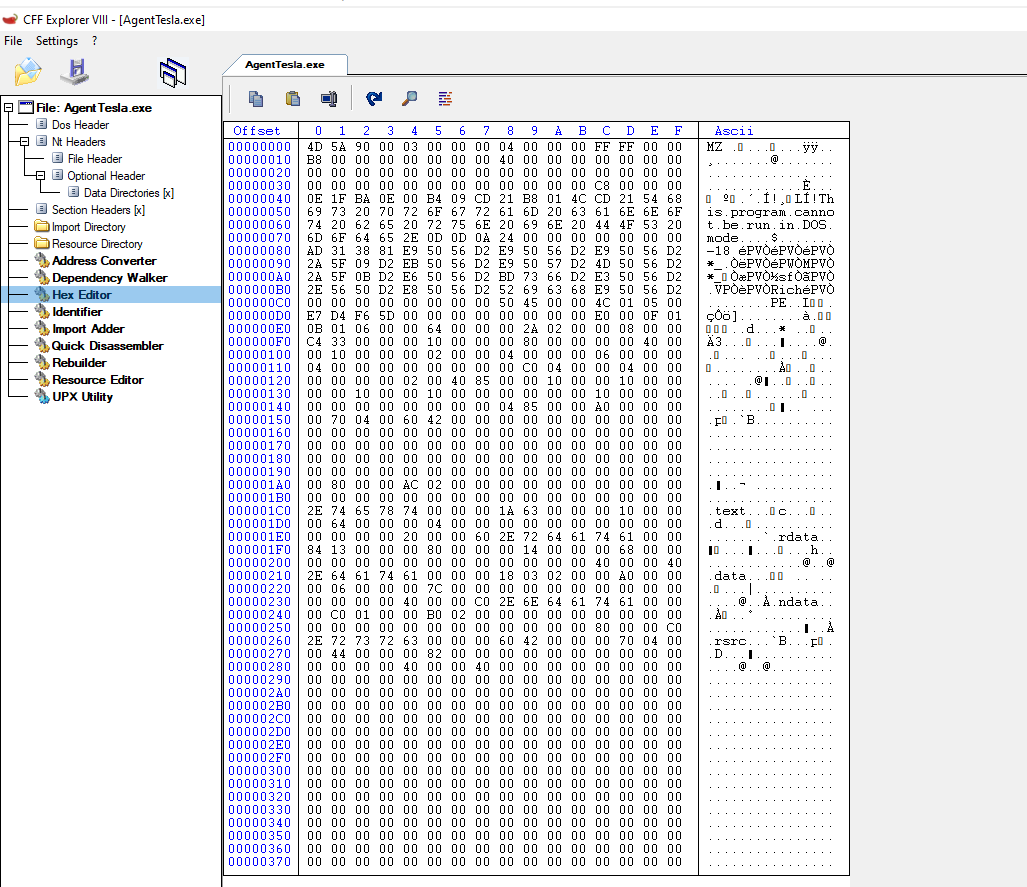 CFF Explorer VIII - [AgentTesla.exe]
File Settings ?
AgentTesla.exe
File: AgentTesla.exe
Dos Header
Nt Headers
File Header
Optional Header
Data Directories [x]
Section Headers [x]
Import Directory
Resource Directory
Address Converter
Dependency Walker
Hex Editor
Identifier
Import Adder
Quick Disassembler
Rebuilder
Resource Editor
UPX Utility
Offset 0 1 2 3 4 5 6 7 8 9 A B C D E F Ascii
00000000 4D 5A 90 00 03 00 00 00 04 00 00 00 FF FF 00 00 MZ
00000010 B8 00 00 00 00 00 00 00 40 00 00 00 00 00 00 00 ¸.......@.......
00000020 00 00 00 00 00 00 00 00 00 00 00 00 00 00 00 00 ................
00000030 00 00 00 00 00 00 00 00 00 00 00 00 C8 00 00 00 ............È...
00000040 0E 1F BA 0E 00 B4 09 CD 21 B8 01 4C CD 21 54 68 LÍ!Th
00000050 69 73 20 70 72 6F 67 72 61 6D 20 63 61 6E 6E 6F is.program.canno
00000060 74 20 62 65 20 72 75 6E 20 69 6E 20 44 4F 53 20 t.be.run.in.DOS.
00000070 6D 6F 64 65 2E 0D 0D 0A 24 00 00 00 00 00 00 00 mode....$.......
00000080 AD 31 38 81 E9 50 56 D2 E9 50 56 D2 E9 50 56 D2 éPVÒéPVÒéPVÒ
00000090 2A 5F 09 D2 EB 50 56 D2 E9 50 57 D2 4D 50 56 D2 *_.ÒëPVÒéPWÒMPVÒ
000000A0 2A 5F 0B D2 E6 50 56 D2 BD 73 66 D2 E3 50 56 D2 ÒæPVÒ½sfÒãPVÒ
000000B0 2E 56 50 D2 E8 50 56 D2 52 69 63 68 E9 50 56 D2 .VPÒèPVÒRichéPVÒ
000000C0 00 00 00 00 00 00 00 00 50 45 00 00 4C 01 05 00 PE
000000D0 E7 D4 F6 5D 00 00 00 00 00 00 00 00 E0 00 0F 01 çÔö]
000000E0 0B 01 06 00 00 64 00 00 00 2A 02 00 00 08 00 00
000000F0 C4 33 00 00 00 10 00 00 00 80 00 00 00 00 40 00
00000100 00 10 00 00 00 02 00 00 04 00 00 00 06 00 00 00
00000110 04 00 00 00 00 00 00 00 00 C0 04 00 00 04 00 00
00000120 00 00 00 00 02 00 40 85 00 00 10 00 00 10 00 00
00000130 00 00 10 00 00 10 00 00 00 00 00 00 10 00 00 00
00000140 00 00 00 00 00 00 00 00 04 85 00 00 A0 00 00 00
00000150 00 70 04 00 60 42 00 00 00 00 00 00 00 00 00 00
00000160 00 00 00 00 00 00 00 00 00 00 00 00 00 00 00 00 ................
00000170 00 00 00 00 00 00 00 00 00 00 00 00 00 00 00 00 ................
00000180 00 00 00 00 00 00 00 00 00 00 00 00 00 00 00 00 ................
00000190 00 00 00 00 00 00 00 00 00 00 00 00 00 00 00 00 ................
000001A0 00 80 00 00 AC 02 00 00 00 00 00 00 00 00 00 00
000001B0 00 00 00 00 00 00 00 00 00 00 00 00 00 00 00 00 ................
000001C0 2E 74 65 78 74 00 00 00 1A 63 00 00 00 10 00 00 .text
000001D0 00 64 00 00 00 04 00 00 00 00 00 00 00 00 00 00
000001E0 00 00 00 00 20 00 00 60 2E 72 64 61 74 61 00 00 .rdata..
000001F0 84 13 00 00 00 80 00 00 00 14 00 00 00 68 00 00
00000200 00 00 00 00 00 00 00 00 00 00 00 00 40 00 00 40 ............@..@
00000210 2E 64 61 74 61 00 00 00 18 03 02 00 00 A0 00 00 .data
00000220 00 06 00 00 00 7C 00 00 00 00 00 00 00 00 00 00
00000230 00 00 00 00 40 00 00 C0 2E 6E 64 61 74 61 00 00 ....@..À.ndata..
00000240 00 C0 01 00 00 B0 02 00 00 00 00 00 00 00 00 00
00000250 00 00 00 00 00 00 00 00 00 00 00 00 80 00 00 C0
00000260 2E 72 73 72 63 00 00 00 60 42 00 00 00 70 04 00 .rsrc...`B
00000270 00 44 00 00 00 82 00 00 00 00 00 00 00 00 00 00
00000280 00 00 00 00 40 00 00 40 00 00 00 00 00 00 00 00 ....@..@........
00000290 00 00 00 00 00 00 00 00 00 00 00 00 00 00 00 00 ................
000002A0 00 00 00 00 00 00 00 00 00 00 00 00 00 00 00 00 ................
000002B0 00 00 00 00 00 00 00 00 00 00 00 00 00 00 00 00 ................
000002C0 00 00 00 00 00 00 00 00 00 00 00 00 00 00 00 00 ................
000002D0 00 00 00 00 00 00 00 00 00 00 00 00 00 00 00 00 ................
000002E0 00 00 00 00 00 00 00 00 00 00 00 00 00 00 00 00 ................
000002F0 00 00 00 00 00 00 00 00 00 00 00 00 00 00 00 00 ................
00000300 00 00 00 00 00 00 00 00 00 00 00 00 00 00 00 00 ................
00000310 00 00 00 00 00 00 00 00 00 00 00 00 00 00 00 00 ................
00000320 00 00 00 00 00 00 00 00 00 00 00 00 00 00 00 00 ................
00000330 00 00 00 00 00 00 00 00 00 00 00 00 00 00 00 00 ................
00000340 00 00 00 00 00 00 00 00 00 00 00 00 00 00 00 00 ................
00000350 00 00 00 00 00 00 00 00 00 00 00 00 00 00 00 00 ................
00000360 00 00 00 00 00 00 00 00 00 00 00 00 00 00 00 00 ................
00000370 00 00 00 00 00 00 00 00 00 00 00 00 00 00 00 00 ................